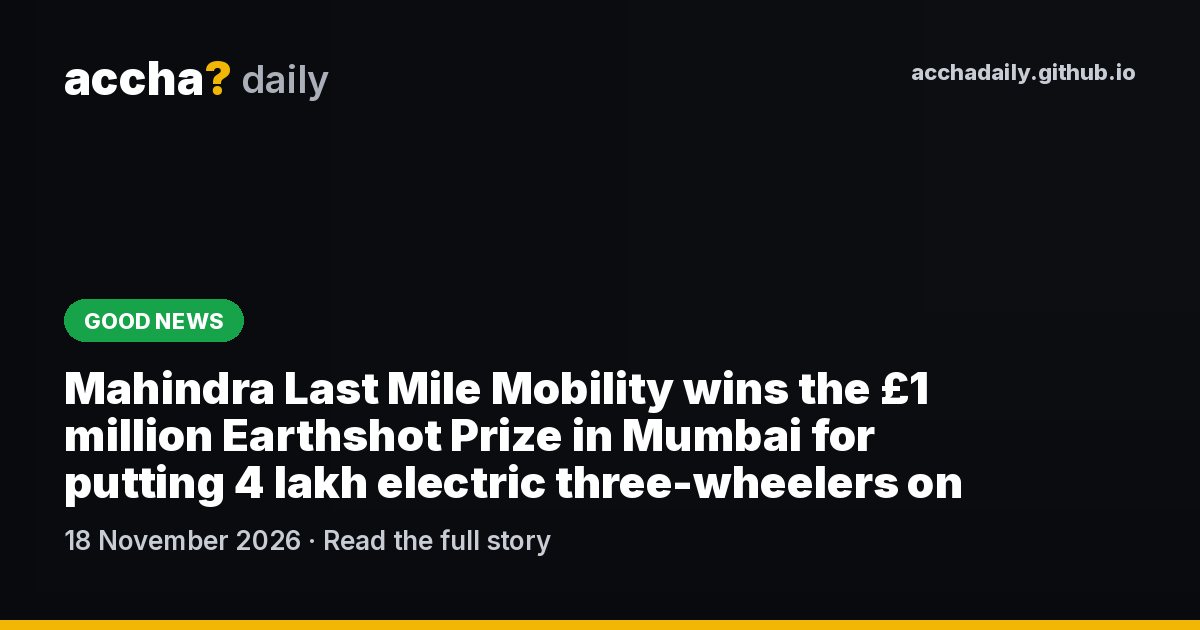 accha? daily
acchadaily.github.io
GOOD NEWS
Mahindra Last Mile Mobility wins the £1
million Earthshot Prize in Mumbai for
putting 4 lakh electric three-wheelers on
18 November 2026 · Read the full story